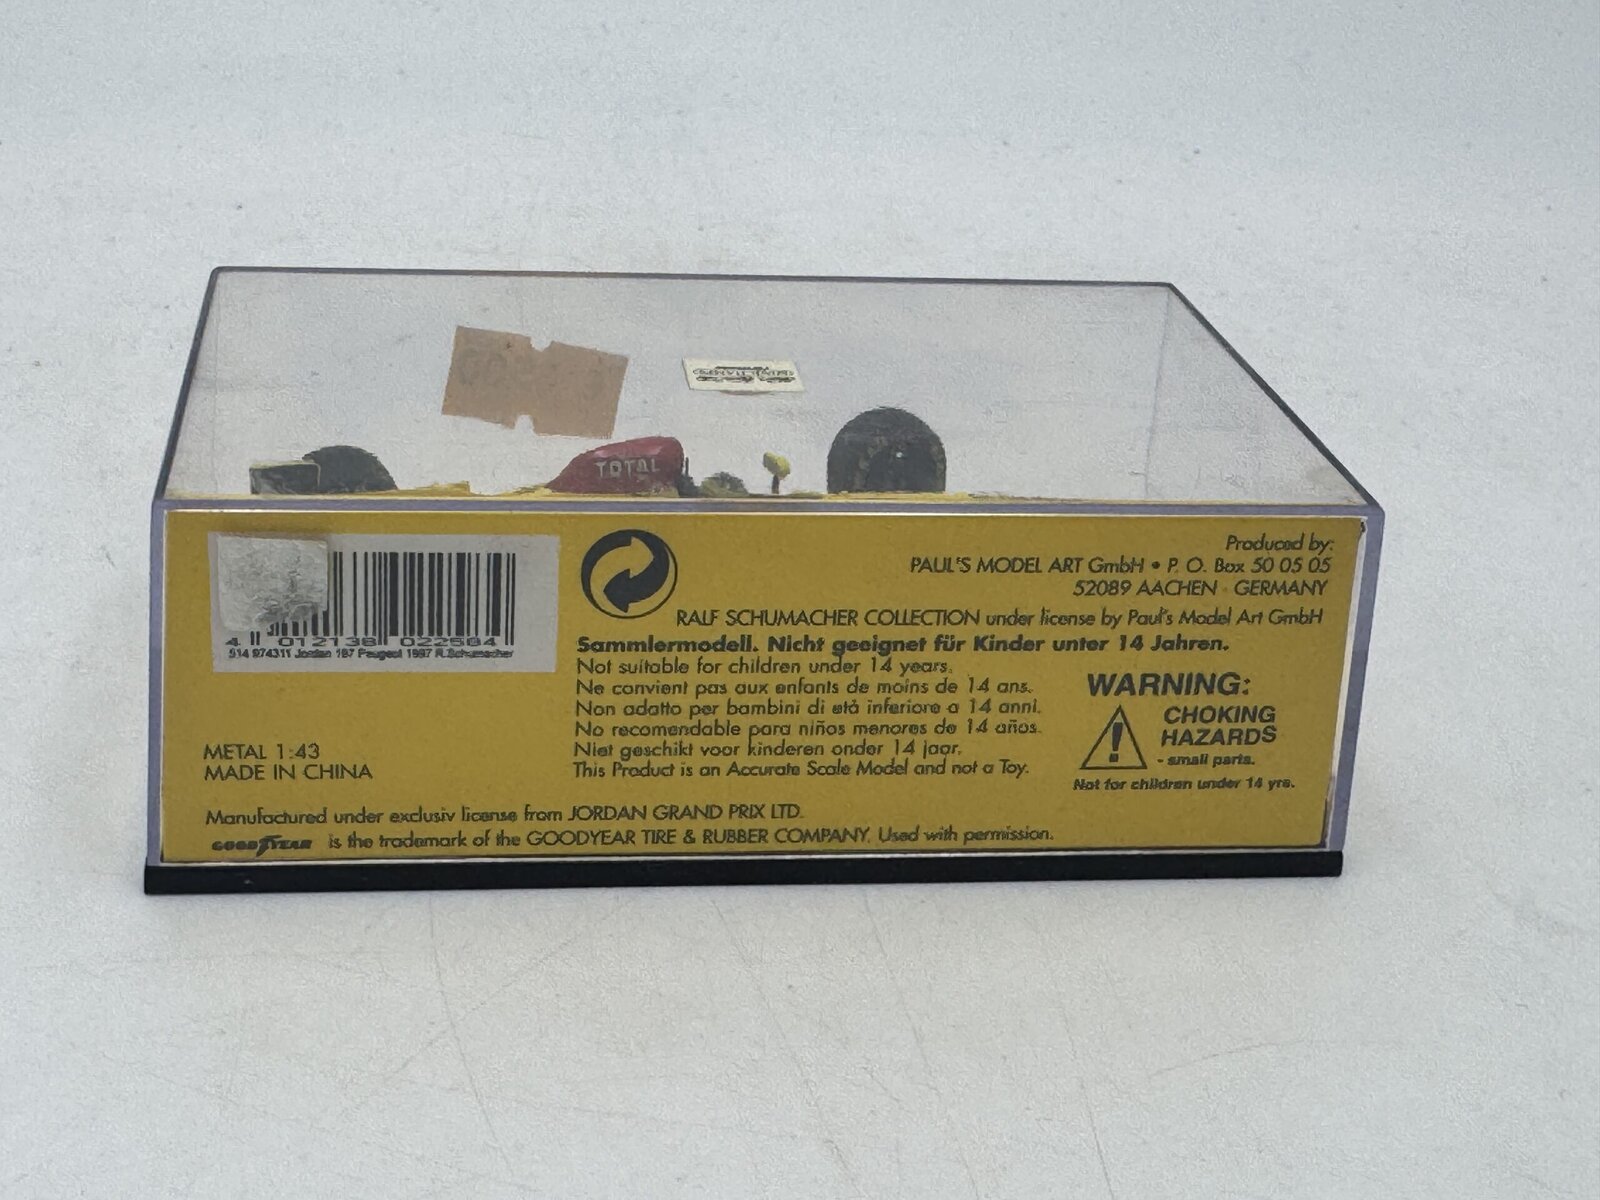 TOTAL
4 012138 022584
514 974311 Jordan 197 Peugeot 1997 R.Schumacher
METAL 1:43
MADE IN CHINA
Produced by:
PAUL'S MODEL ART GmbH • P. O. Box 50 05 05
52089 AACHEN · GERMANY
RALF SCHUMACHER COLLECTION under license by Paul's Model Art GmbH
Sammlermodell. Nicht geeignet für Kinder unter 14 Jahren.
Not suitable for children under 14 years.
Ne convient pas aux enfants de moins de 14 ans.
Non adatto per bambini di età inferiore a 14 anni.
No recomendable para niños menores de 14 años.
Niet geschikt voor kinderen onder 14 jaar.
This Product is an Accurate Scale Model and not a Toy.
WARNING:
CHOKING
HAZARDS
- small parts.
Not for children under 14 yrs.
Manufactured under exclusiv license from JORDAN GRAND PRIX LTD.
GOODYEAR is the trademark of the GOODYEAR TIRE & RUBBER COMPANY. Used with permission.